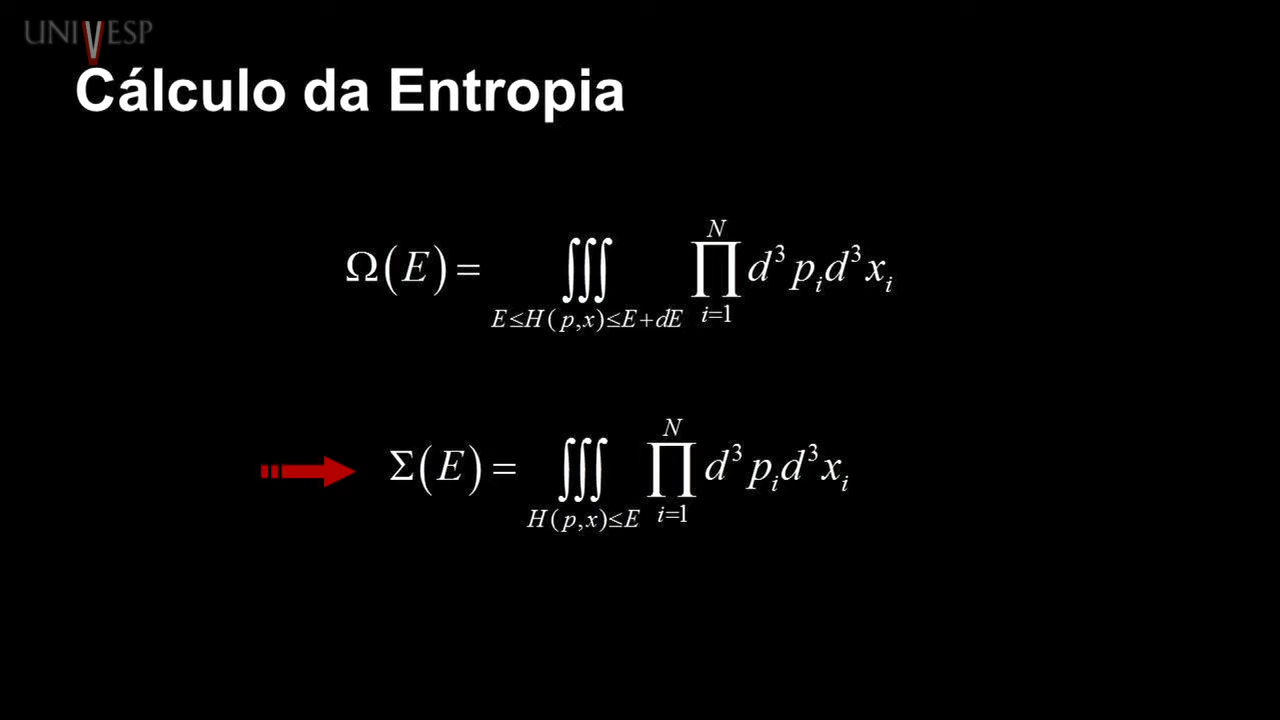 UNIVESP
Cálculo da Entropia
Ω(E) = ∭_{E≤H(p,x)≤E+dE} ∏_{i=1}^{N} d³p_i d³x_i
Σ(E) = ∭_{H(p,x)≤E} ∏_{i=1}^{N} d³p_i d³x_i